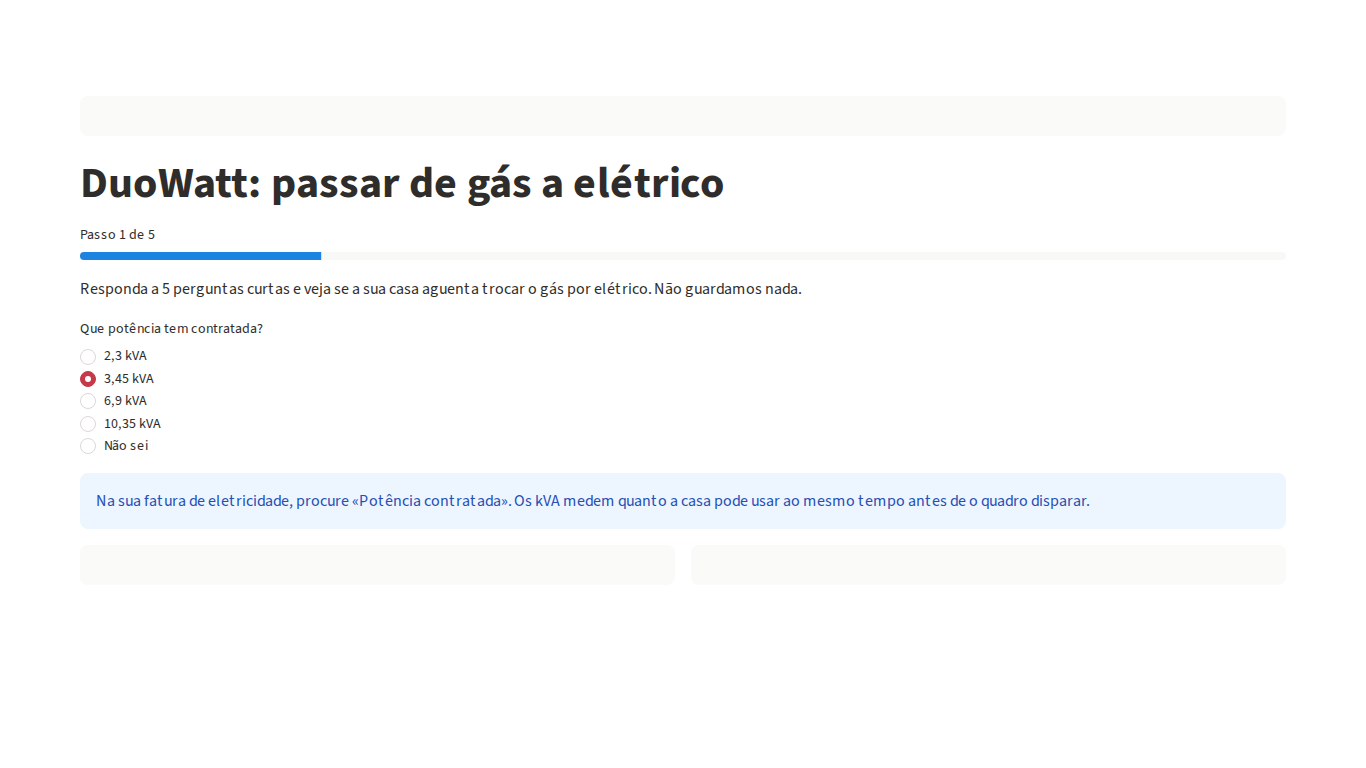 DuoWatt: passar de gás a elétrico
Passo 1 de 5
Responda a 5 perguntas curtas e veja se a sua casa aguenta trocar o gás por elétrico. Não guardamos nada.
Que potência tem contratada?
2,3 kVA
3,45 kVA
6,9 kVA
10,35 kVA
Não sei
Na sua fatura de eletricidade, procure «Potência contratada». Os kVA medem quanto a casa pode usar ao mesmo tempo antes de o quadro disparar.